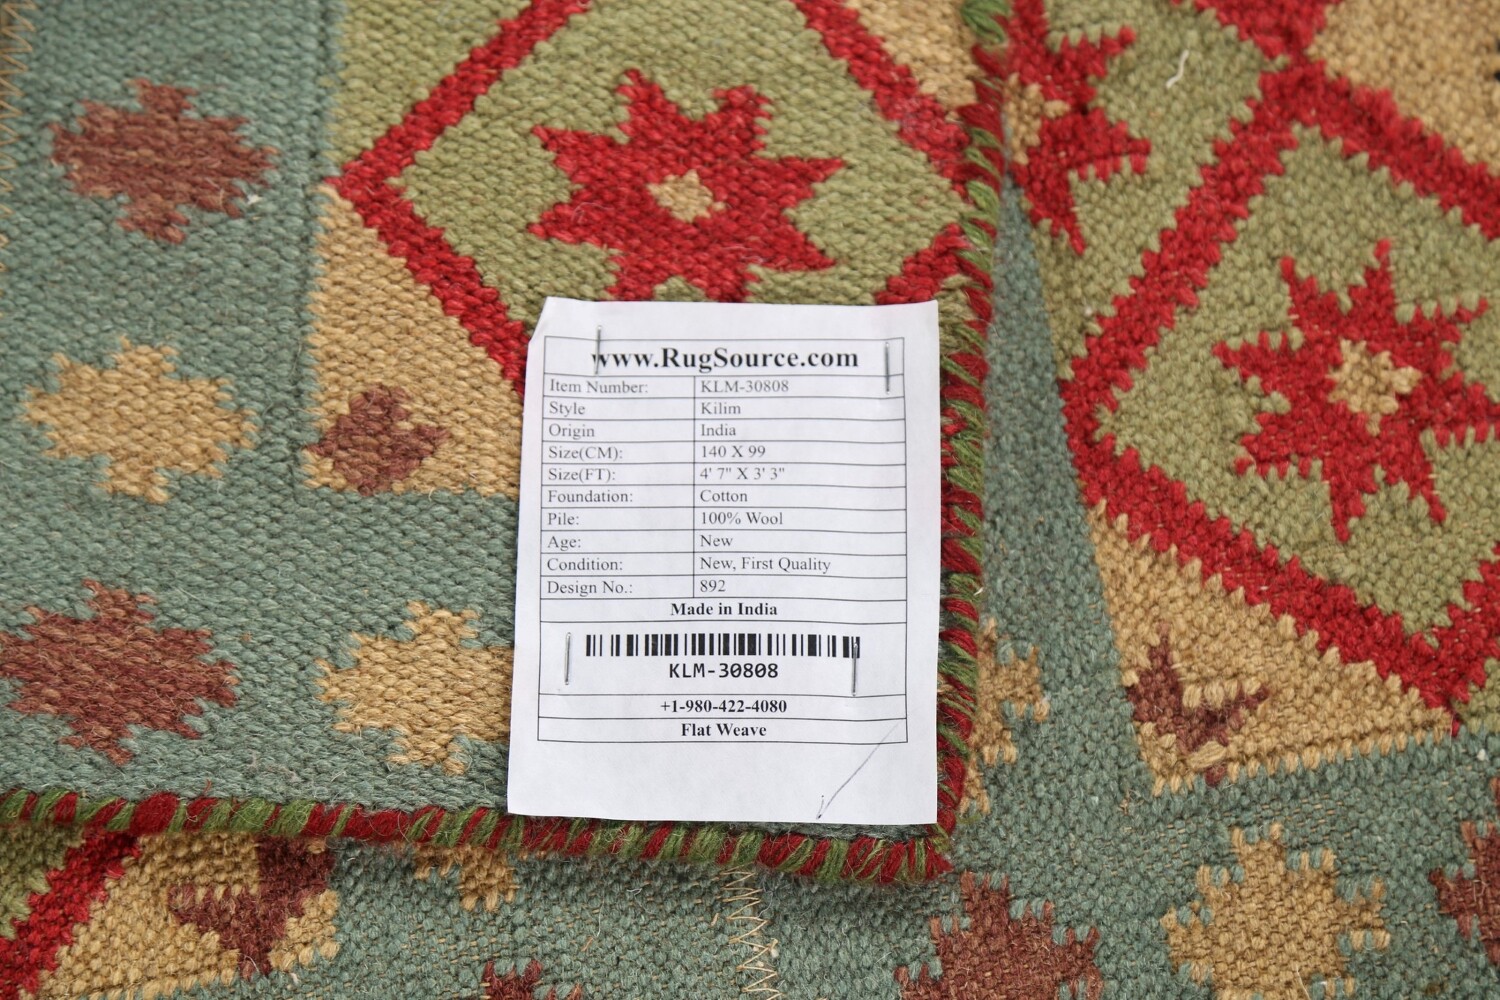 www.RugSource.com
Item Number: KLM-30808
Style Kilim
Origin India
Size(CM): 140 X 99
Size(FT): 4' 7" X 3' 3"
Foundation: Cotton
Pile: 100% Wool
Age: New
Condition: New, First Quality
Design No.: 892
Made in India
KLM-30808
+1-980-422-4080
Flat Weave